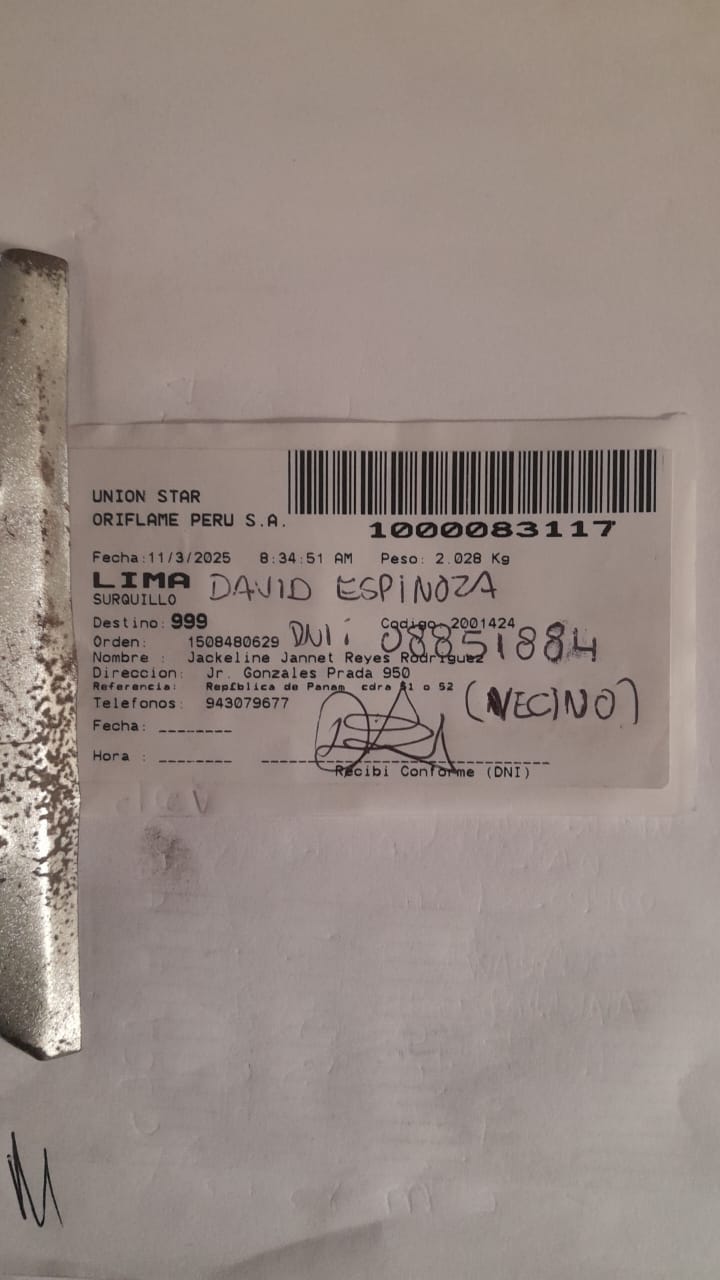 UNION STAR
ORIFLAME PERU S.A.
1000083117
Fecha:11/3/2025 8:34:51 AM Peso: 2.028 Kg
LIMA DAVID ESPINOZA
SURQUILLO
Destino: 999 Codigo 2001424
Orden: 1508480629 DNI: 08851884
Nombre : Jackeline Jannet Reyes Rodriguez
Direccion: Jr. Gonzales Prada 950
Referencia: Repfblica de Panam cdra 51 o 52
Telefonos: 943079677 (VECINO)
Fecha: ________
Hora : ________
Recibi Conforme (DNI)